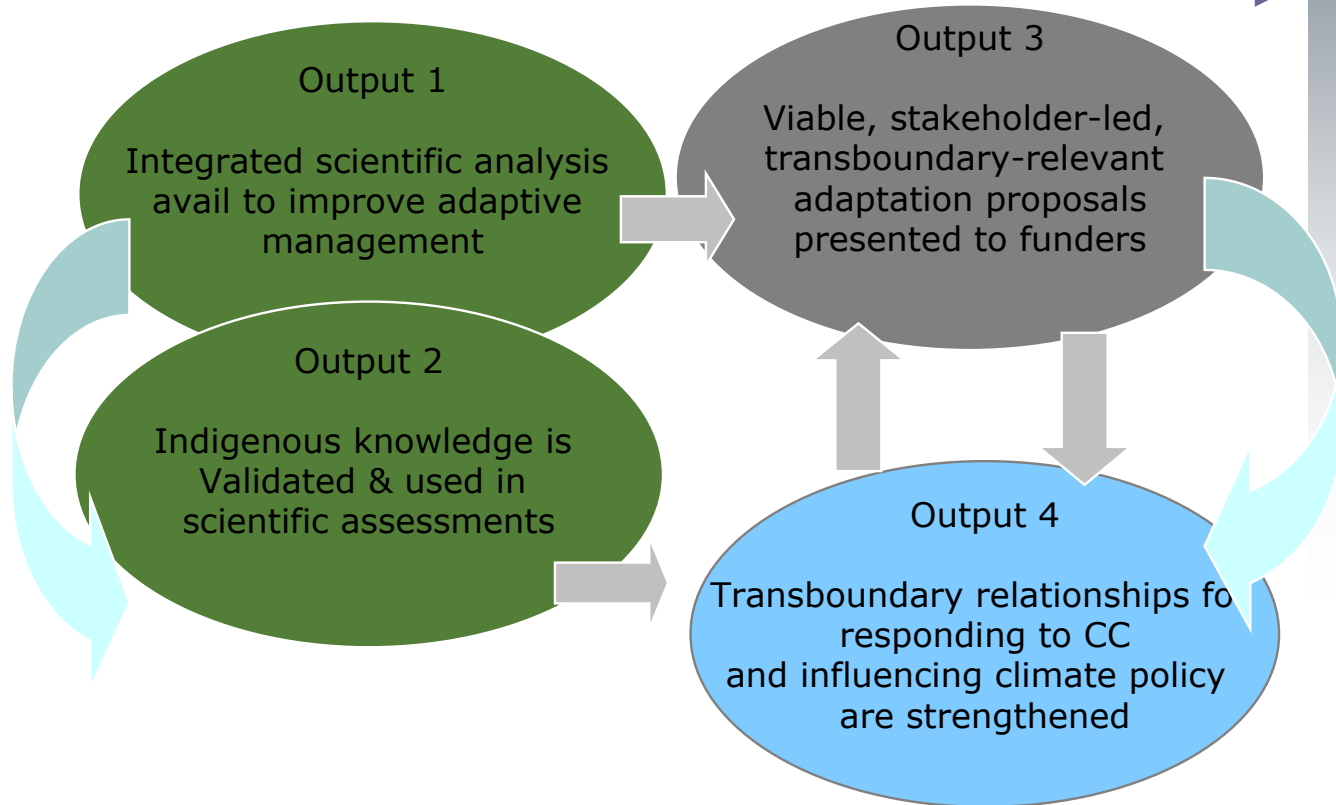 Output 1
Integrated scientific analysis
avail to improve adaptive
management
Output 2
Indigenous knowledge is
Validated & used in
scientific assessments
Output 3
Viable, stakeholder-led,
transboundary-relevant
adaptation proposals
presented to funders
Output 4
Transboundary relationships fo
responding to CC
and influencing climate policy
are strengthened